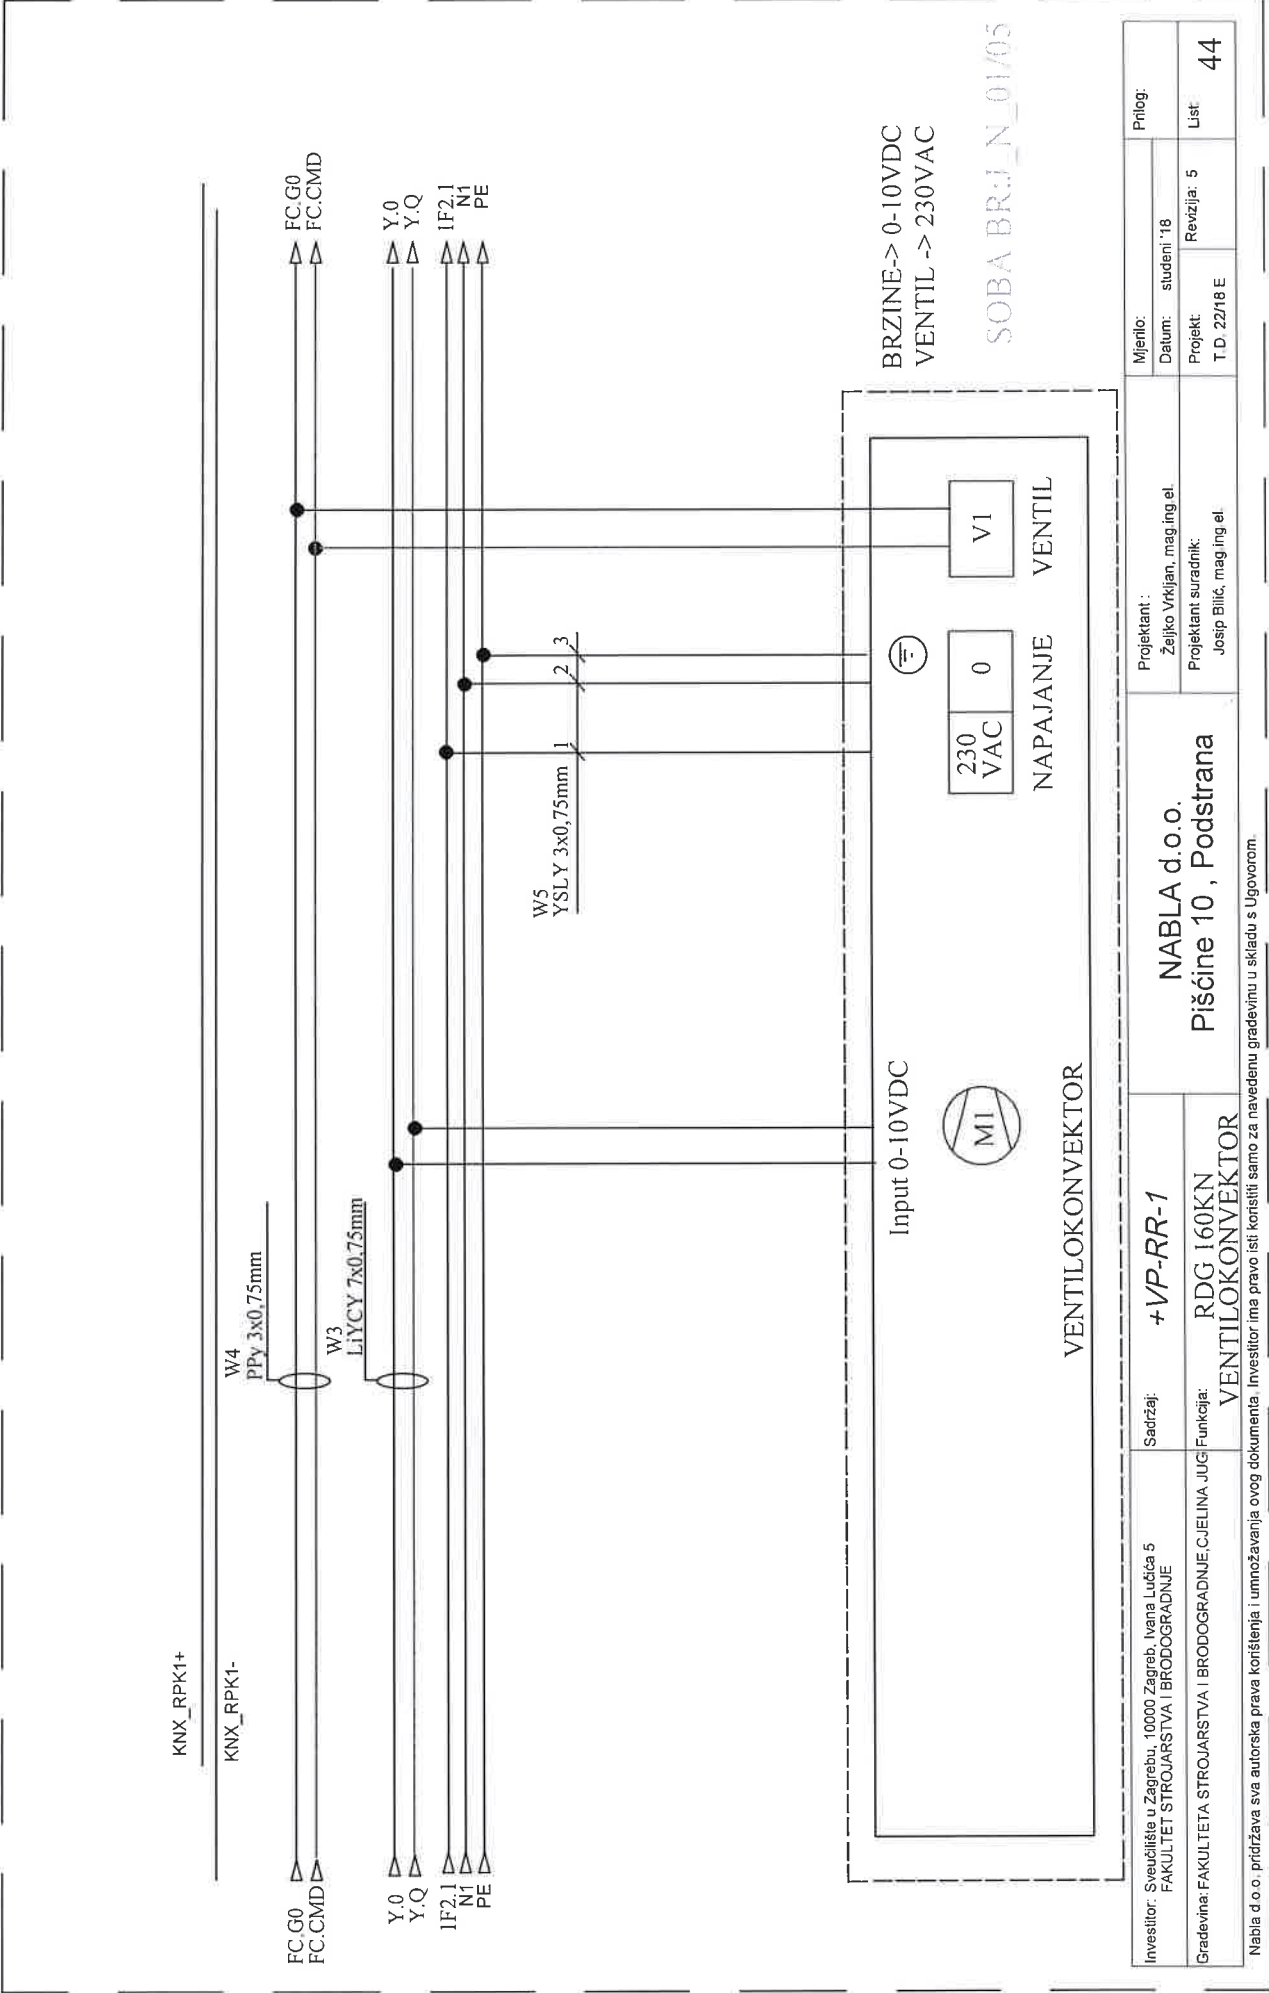 KNX_RPK1+
KNX_RPK1-
W4
PPy 3x0,75mm
FC.G0
FC.CMD
FC.G0
FC.CMD
W3
LiYCY 7x0.75mm
Y.0
Y.Q
Y.0
Y.Q
1F2.1
N1
PE
1F2.1
N1
PE
W5
YSLY 3x0,75mm
1
2
3
Input 0-10VDC
M1
VENTILOKONVEKTOR
230
VAC
0
NAPAJANJE
V1
VENTIL
BRZINE-> 0-10VDC
VENTIL -> 230VAC
SOBA BR:J_N_01/05
Investitor: Sveučilište u Zagrebu, 10000 Zagreb, Ivana Lučića 5
FAKULTET STROJARSTVA I BRODOGRADNJE
Građevina: FAKULTETA STROJARSTVA I BRODOGRADNJE,CJELINA JUG
Sadržaj:
+VP-RR-1
Funkcija:
RDG 160KN
VENTILOKONVEKTOR
NABLA d.o.o.
Pišćine 10 , Podstrana
Projektant :
Željko Vrkljan, mag.ing.el.
Projektant suradnik:
Josip Bilić, mag.ing.el.
Mjerilo:
Datum: studeni '18
Projekt:
T.D. 22/18 E
Revizija: 5
Prilog:
List:
44
Nabla d.o.o. pridržava sva autorska prava korištenja i umnožavanja ovog dokumenta. Investitor ima pravo isti koristiti samo za navedenu građevinu u skladu s Ugovorom.